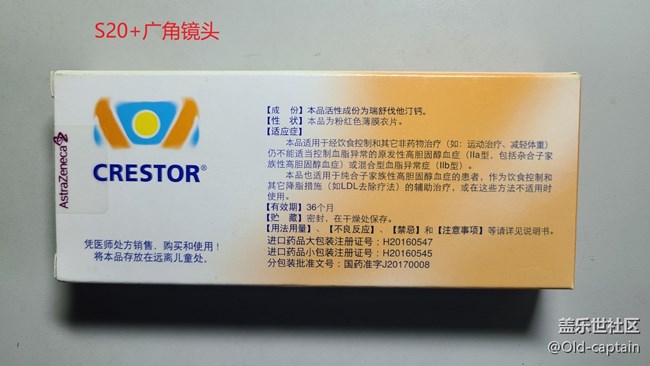 S20+广角镜头
AstraZeneca
CRESTOR®
凭医师处方销售，购买和使用！
将本品存放在远离儿童处。
【成 份】本品活性成份为瑞舒伐他汀钙。
【性 状】本品为粉红色薄膜衣片。
【适应症】
本品适用于经饮食控制和其它非药物治疗（如：运动治疗、减轻体重）
仍不能适当控制血脂异常的原发性高胆固醇血症（IIa型，包括杂合子家
族性高胆固醇血症）或混合型血脂异常症（IIb型）。
本品也适用于纯合子家族性高胆固醇血症的患者，作为饮食控制和
其它降脂措施（如LDL去除疗法）的辅助治疗，或在这些方法不适用时
使用。
【有效期】36个月
【贮 藏】密封，在干燥处保存。
【用法用量】、【不良反应】、【禁忌】和【注意事项】等请详见说明书。
进口药品大包装注册证号：H20160547
进口药品小包装注册证号：H20160545
分包装批准文号：国药准字J20170008
盖乐世社区
@Old-captain